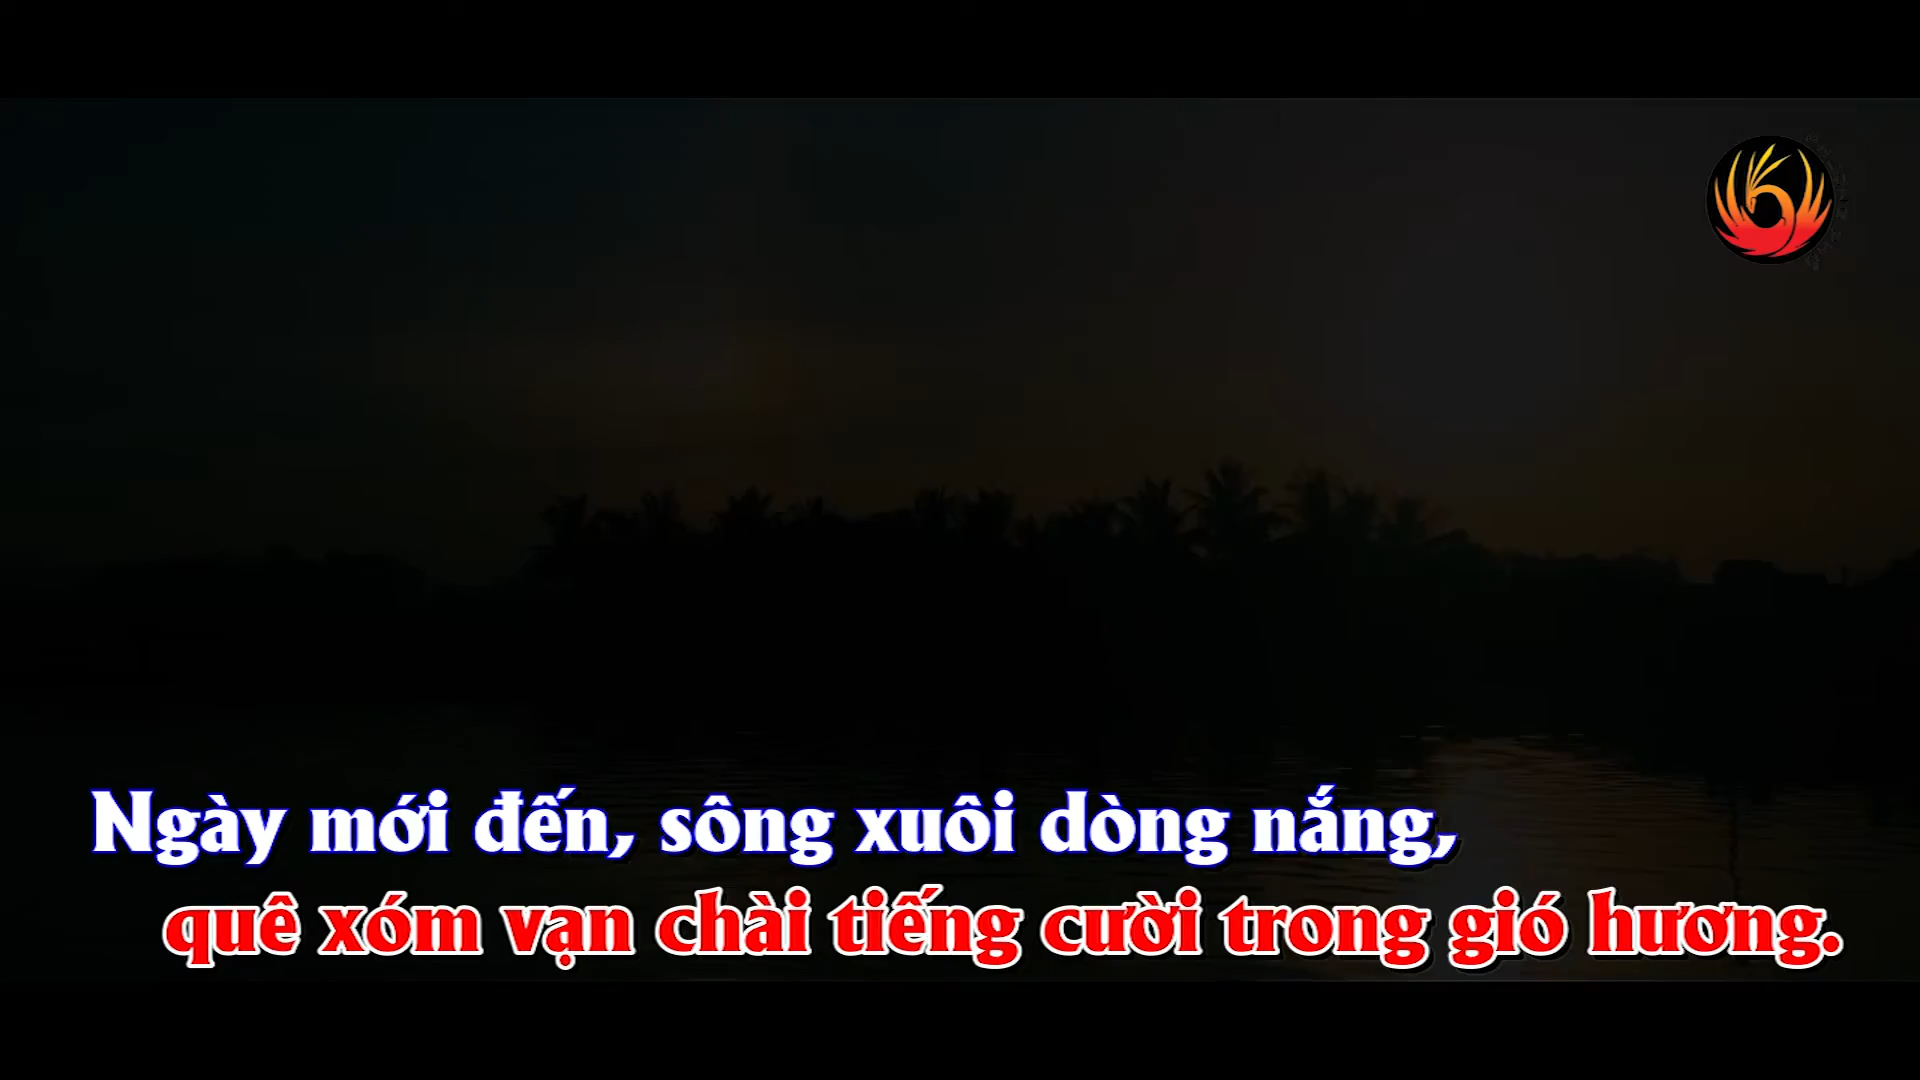 Ngày mới đến, sông xuôi dòng nắng,
quê xóm vạn chài tiếng cười trong gió hương.